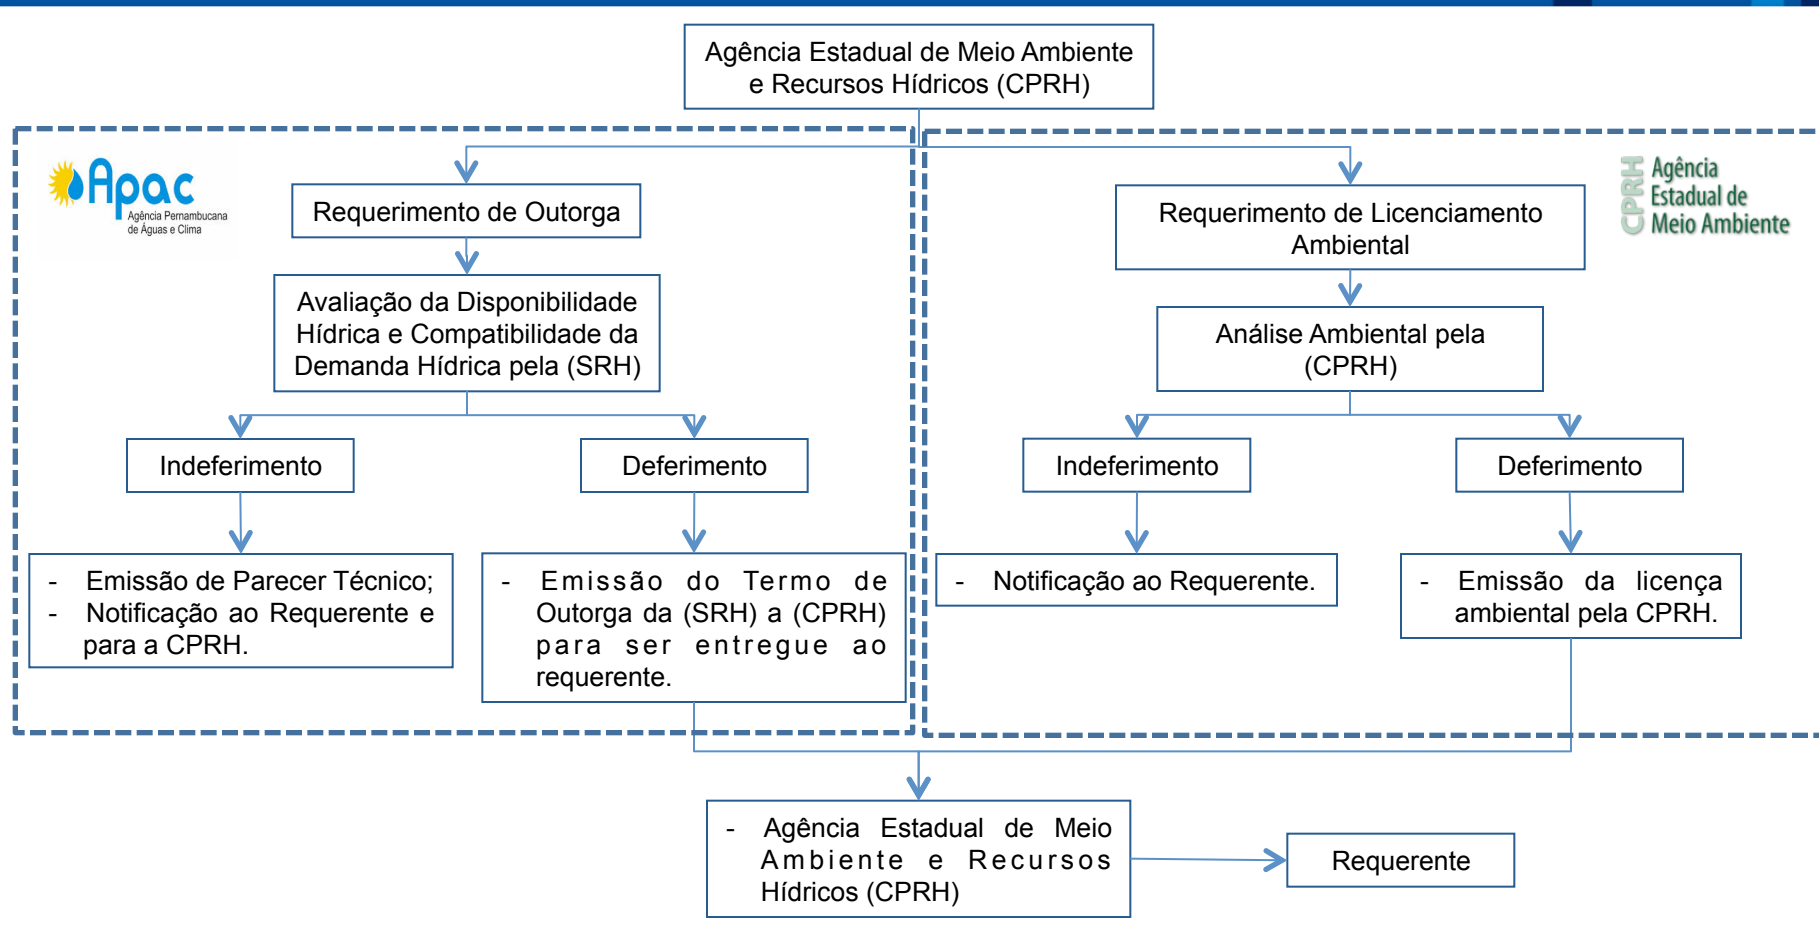 Agência Estadual de Meio Ambiente
e Recursos Hídricos (CPRH)
Apac
Agência Pernambucana
de Águas e Clima
Requerimento de Outorga
Avaliação da Disponibilidade
Hídrica e Compatibilidade da
Demanda Hídrica pela (SRH)
Indeferimento
Deferimento
- Emissão de Parecer Técnico;
- Notificação ao Requerente e
para a CPRH.
- Emissão do Termo de
Outorga da (SRH) a (CPRH)
para ser entregue ao
requerente.
CPRH
Agência
Estadual de
Meio Ambiente
Requerimento de Licenciamento
Ambiental
Análise Ambiental pela
(CPRH)
Indeferimento
Deferimento
- Notificação ao Requerente.
- Emissão da licença
ambiental pela CPRH.
- Agência Estadual de Meio
Ambiente e Recursos
Hídricos (CPRH)
Requerente